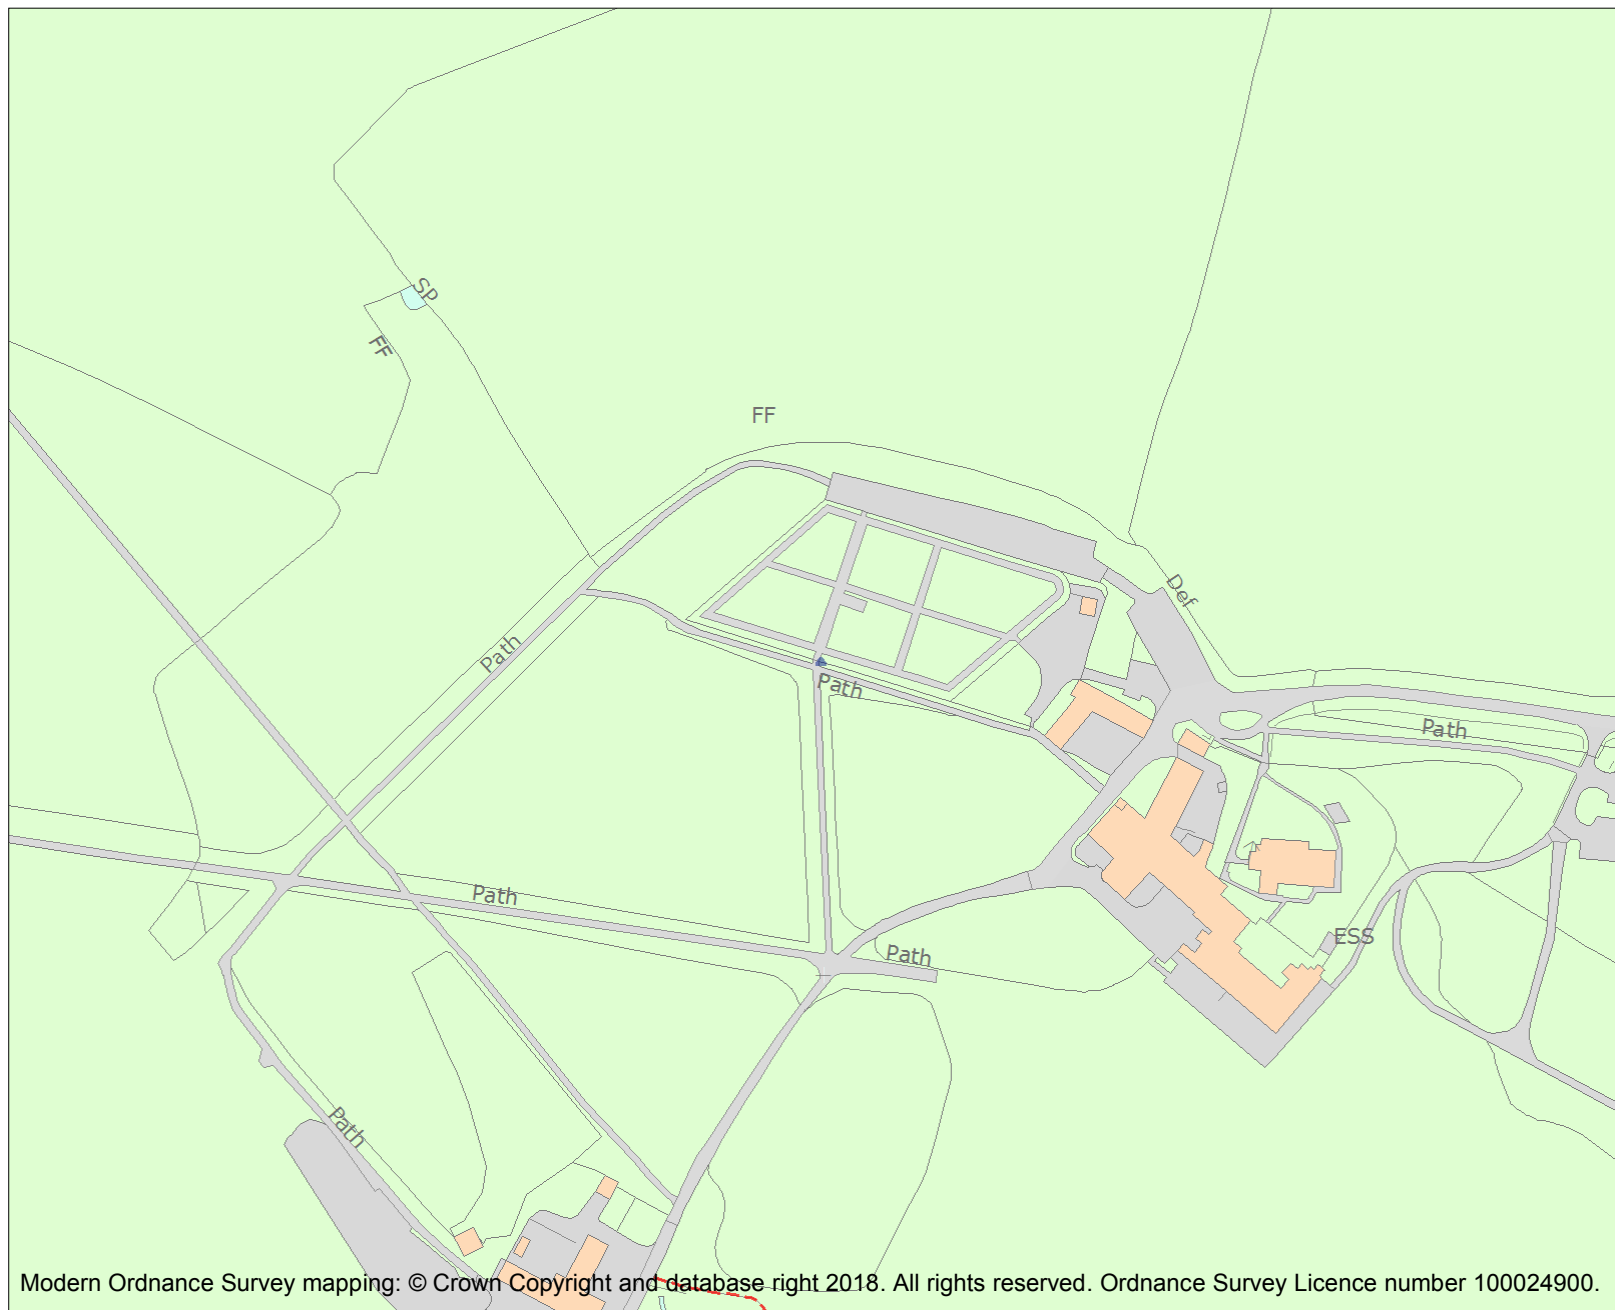 SP
FF
FF
Def
Path
Path
Path
Path
Path
ESS
Path
Modern Ordnance Survey mapping: © Crown Copyright and database right 2018. All rights reserved. Ordnance Survey Licence number 100024900.